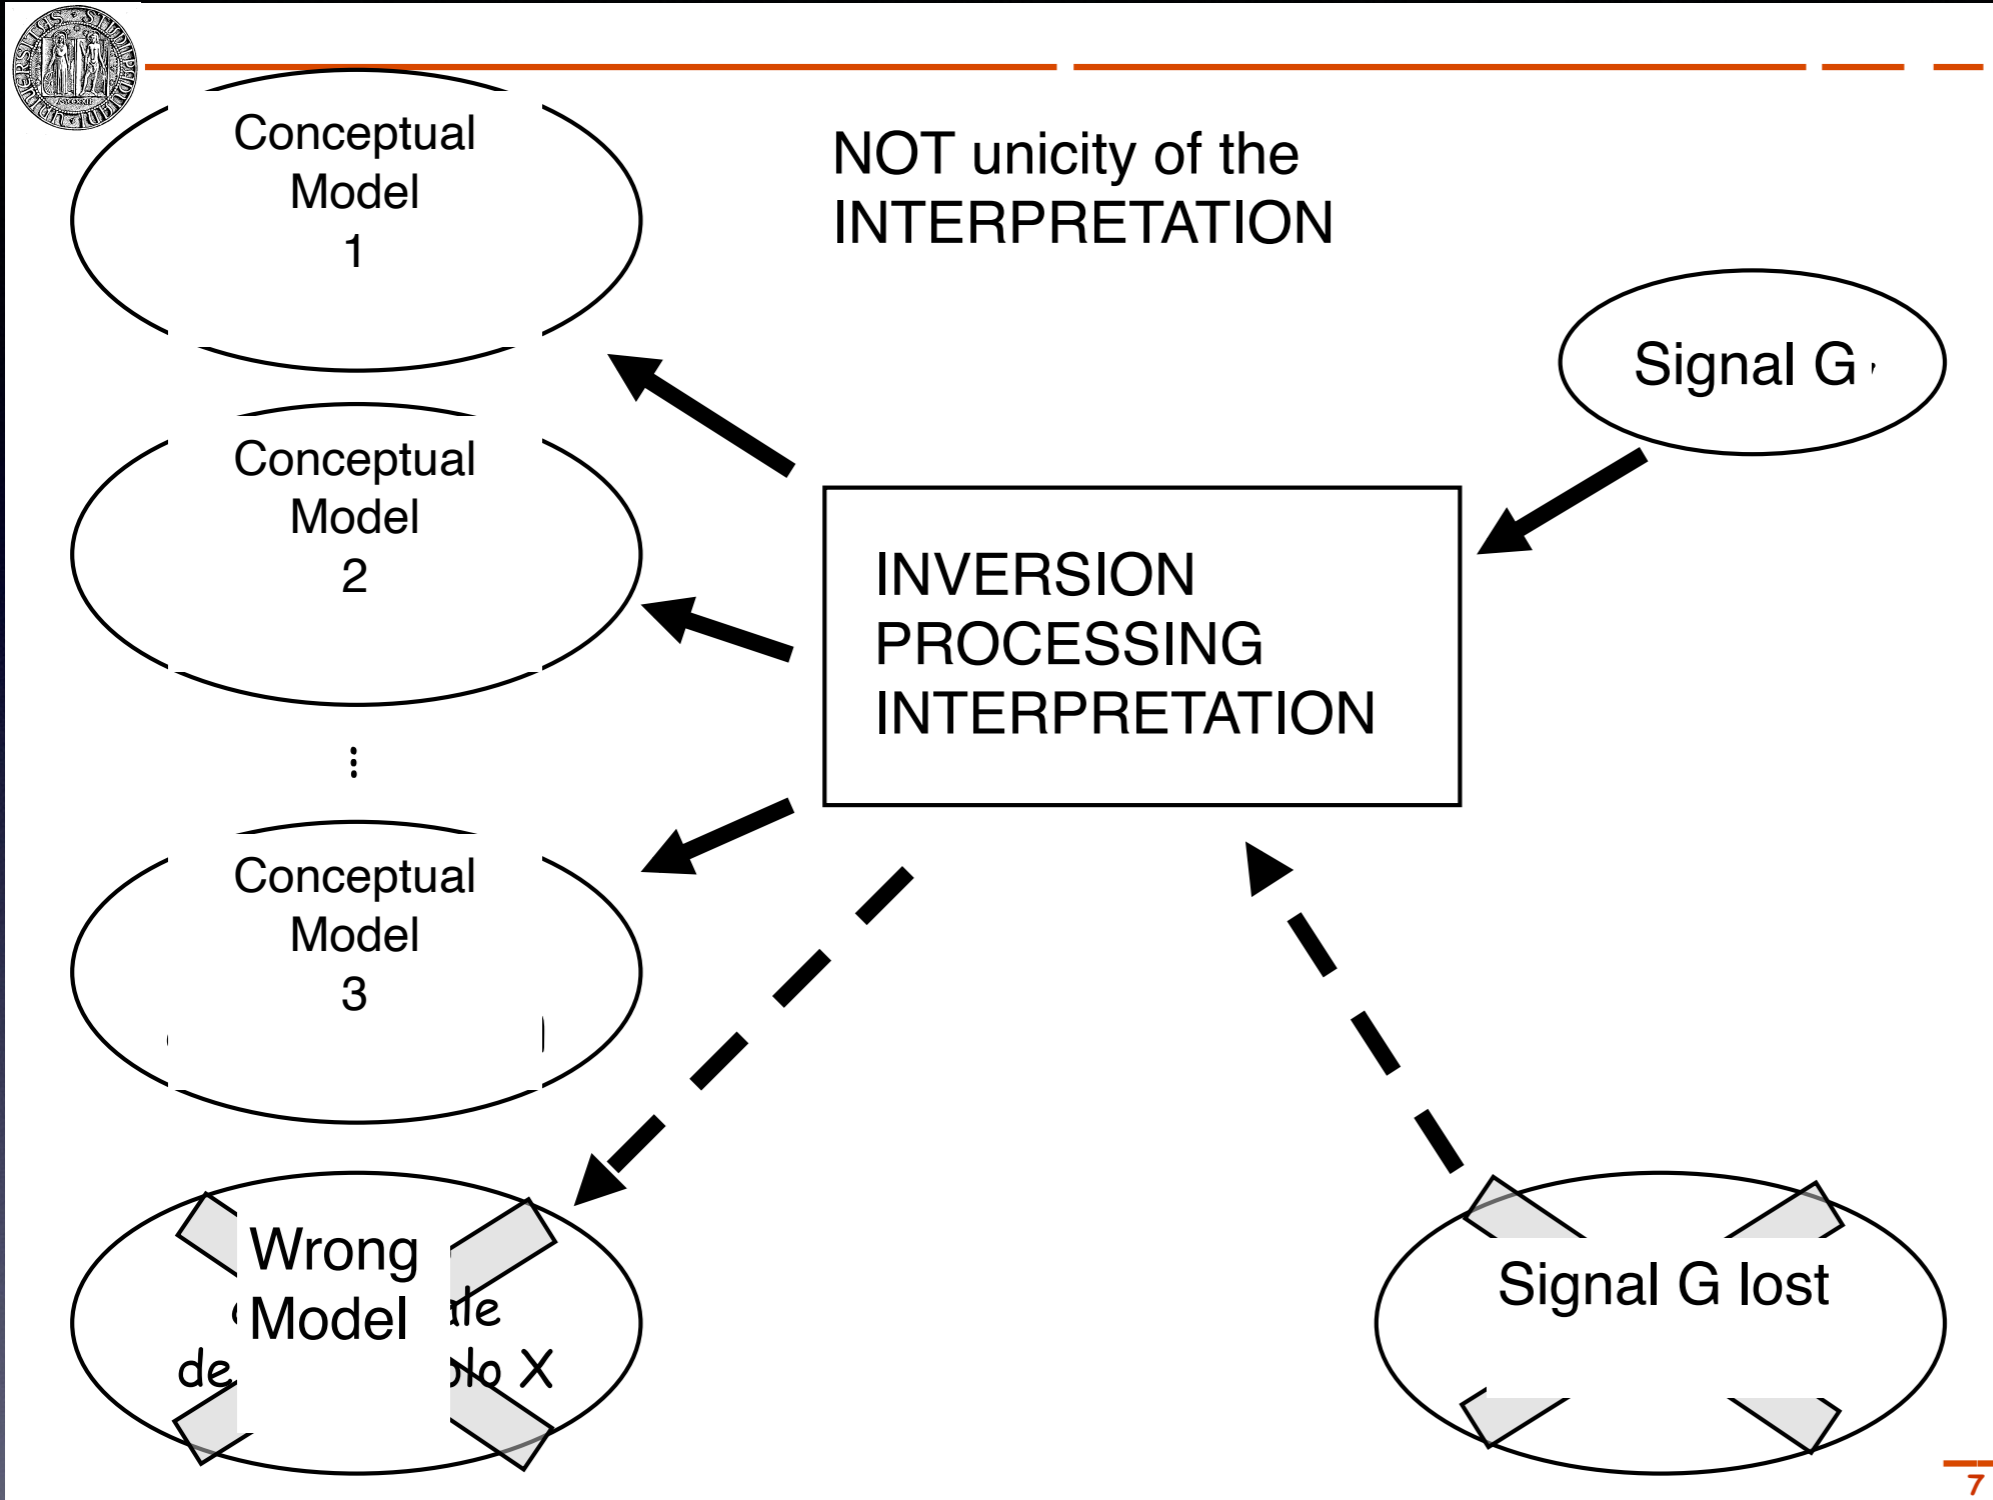 Conceptual
Model
1
NOT unicity of the
INTERPRETATION
Signal G
Conceptual
Model
2
INVERSION
PROCESSING
INTERPRETATION
Conceptual
Model
3
Wrong
Model
X
Signal G lost
7